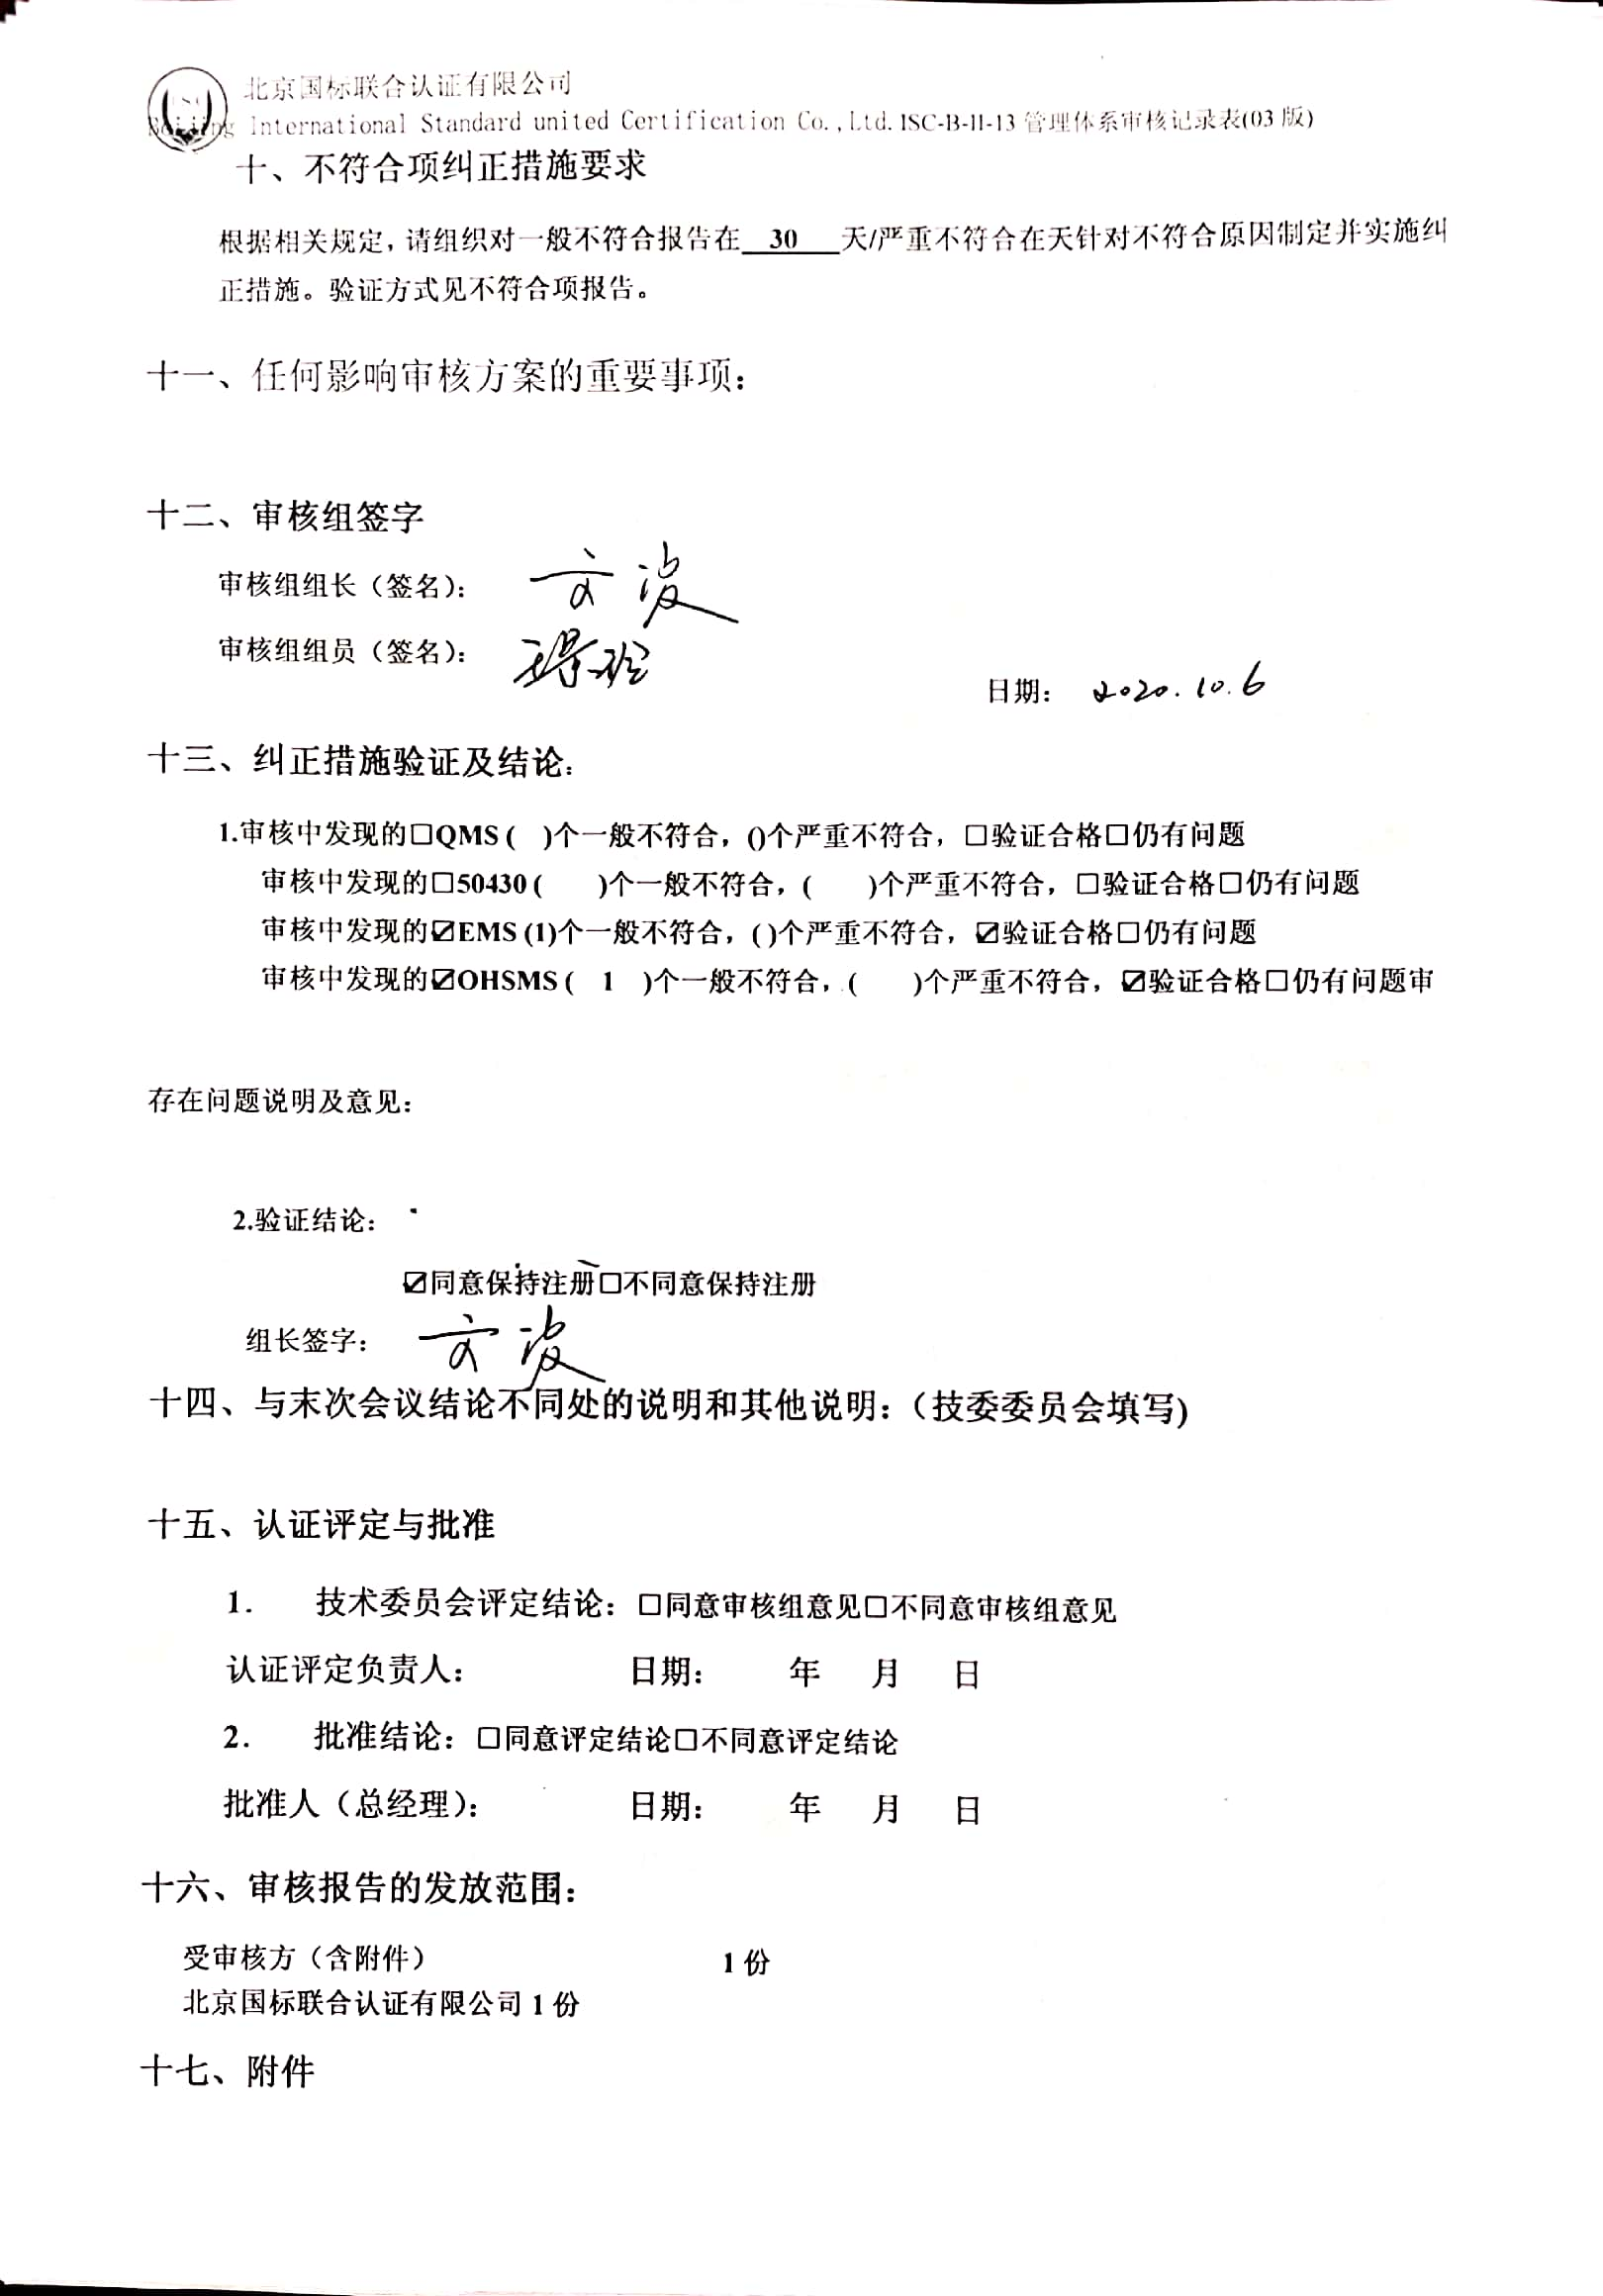 北京国标联合认证有限公司
Beijing International Standard united Certification Co.,Ltd. ISC-B-II-13 管理体系审核记录表(03 版)
十、不符合项纠正措施要求
根据相关规定,请组织对一般不符合报告在 30 天/严重不符合在天针对不符合原因制定并实施纠
正措施。验证方式见不符合项报告。
十一、任何影响审核方案的重要事项:
十二、审核组签字
审核组组长（签名）: 文波
审核组组员（签名）:
日期: 2020.10.6
十三、纠正措施验证及结论:
1.审核中发现的☐QMS ( )个一般不符合，()个严重不符合，☐验证合格☐仍有问题
审核中发现的☐50430 ( )个一般不符合，( )个严重不符合，☐验证合格☐仍有问题
审核中发现的☑EMS (1)个一般不符合，( )个严重不符合，☑验证合格☐仍有问题
审核中发现的☑OHSMS ( 1 )个一般不符合，( )个严重不符合，☑验证合格☐仍有问题审
存在问题说明及意见:
2.验证结论:
☑同意保持注册☐不同意保持注册
组长签字: 文波
十四、与末次会议结论不同处的说明和其他说明:（技委委员会填写)
十五、认证评定与批准
1. 技术委员会评定结论: ☐同意审核组意见☐不同意审核组意见
认证评定负责人: 日期: 年 月 日
2. 批准结论: ☐同意评定结论☐不同意评定结论
批准人（总经理）: 日期: 年 月 日
十六、审核报告的发放范围:
受审核方（含附件） 1 份
北京国标联合认证有限公司 1 份
十七、附件